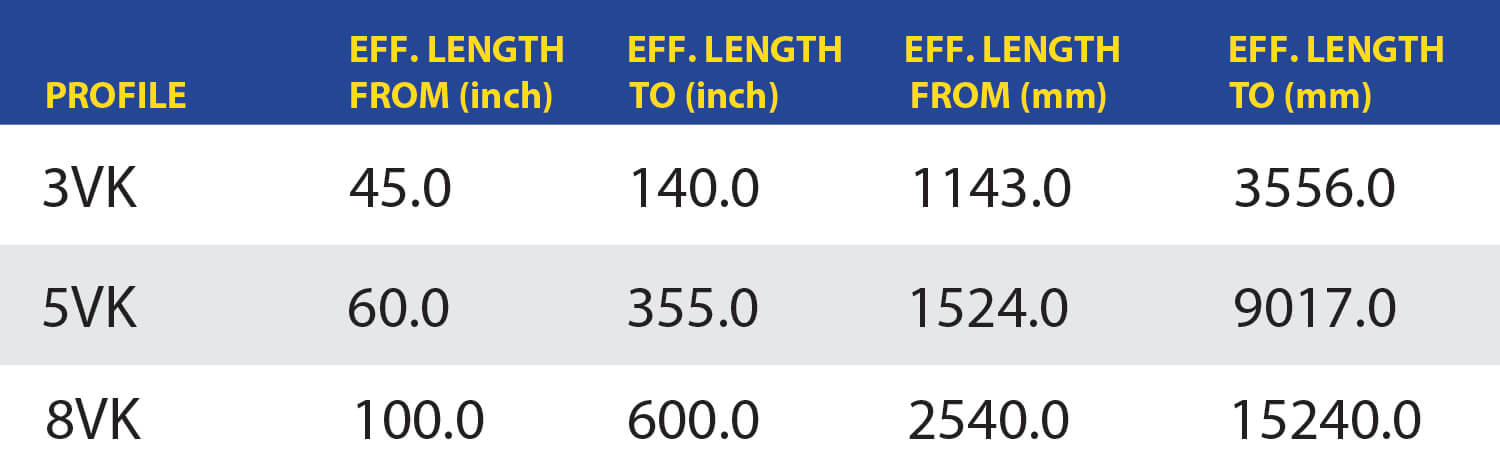 EFF. LENGTH EFF. LENGTH EFF. LENGTH EFF. LENGTH
PROFILE FROM (inch) TO (inch) FROM (mm) TO (mm)
3VK 45.0 140.0 1143.0 3556.0
5VK 60.0 355.0 1524.0 9017.0
8VK 100.0 600.0 2540.0 15240.0